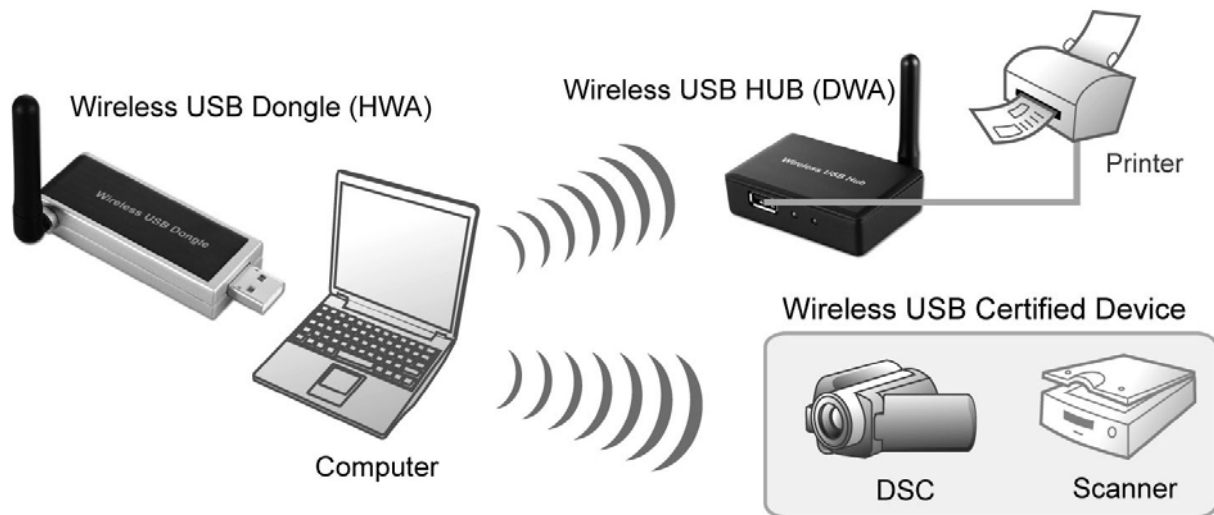 Wireless USB Dongle (HWA)
Wireless USB Dongle
Computer
Wireless USB HUB (DWA)
Wireless USB Hub
Printer
Wireless USB Certified Device
DSC
Scanner